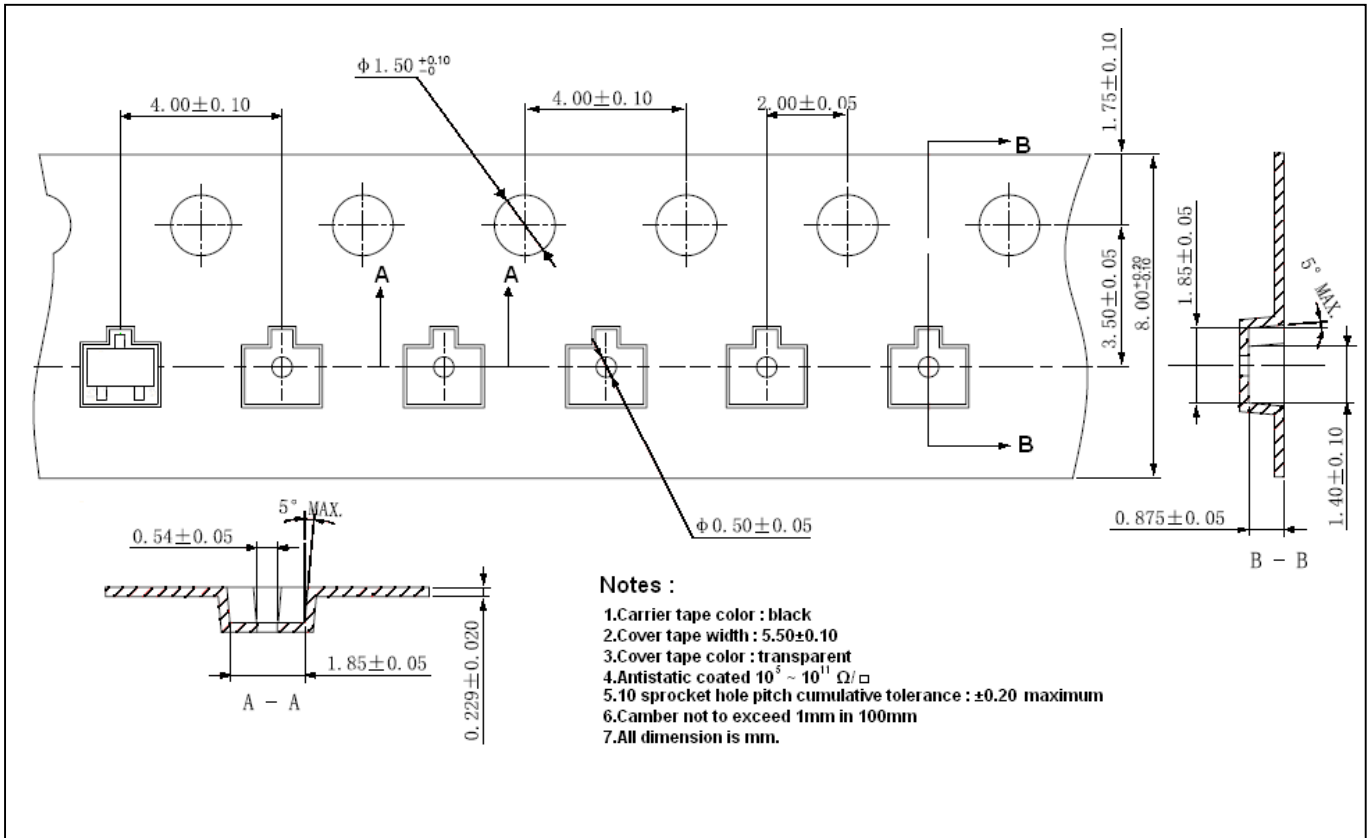 φ1.50 +0.10 -0
4.00±0.10
4.00±0.10
2.00±0.05
1.75±0.10
B
A
A
3.50±0.05
8.00 +0.20 -0.10
1.85±0.05
5° MAX.
B
1.40±0.10
φ0.50±0.05
0.875±0.05
B - B
5° MAX.
0.54±0.05
1.85±0.05
0.229±0.020
A - A
Notes :
1.Carrier tape color : black
2.Cover tape width : 5.50±0.10
3.Cover tape color : transparent
4.Antistatic coated 10⁵ ~ 10¹¹ Ω/□
5.10 sprocket hole pitch cumulative tolerance : ±0.20 maximum
6.Camber not to exceed 1mm in 100mm
7.All dimension is mm.